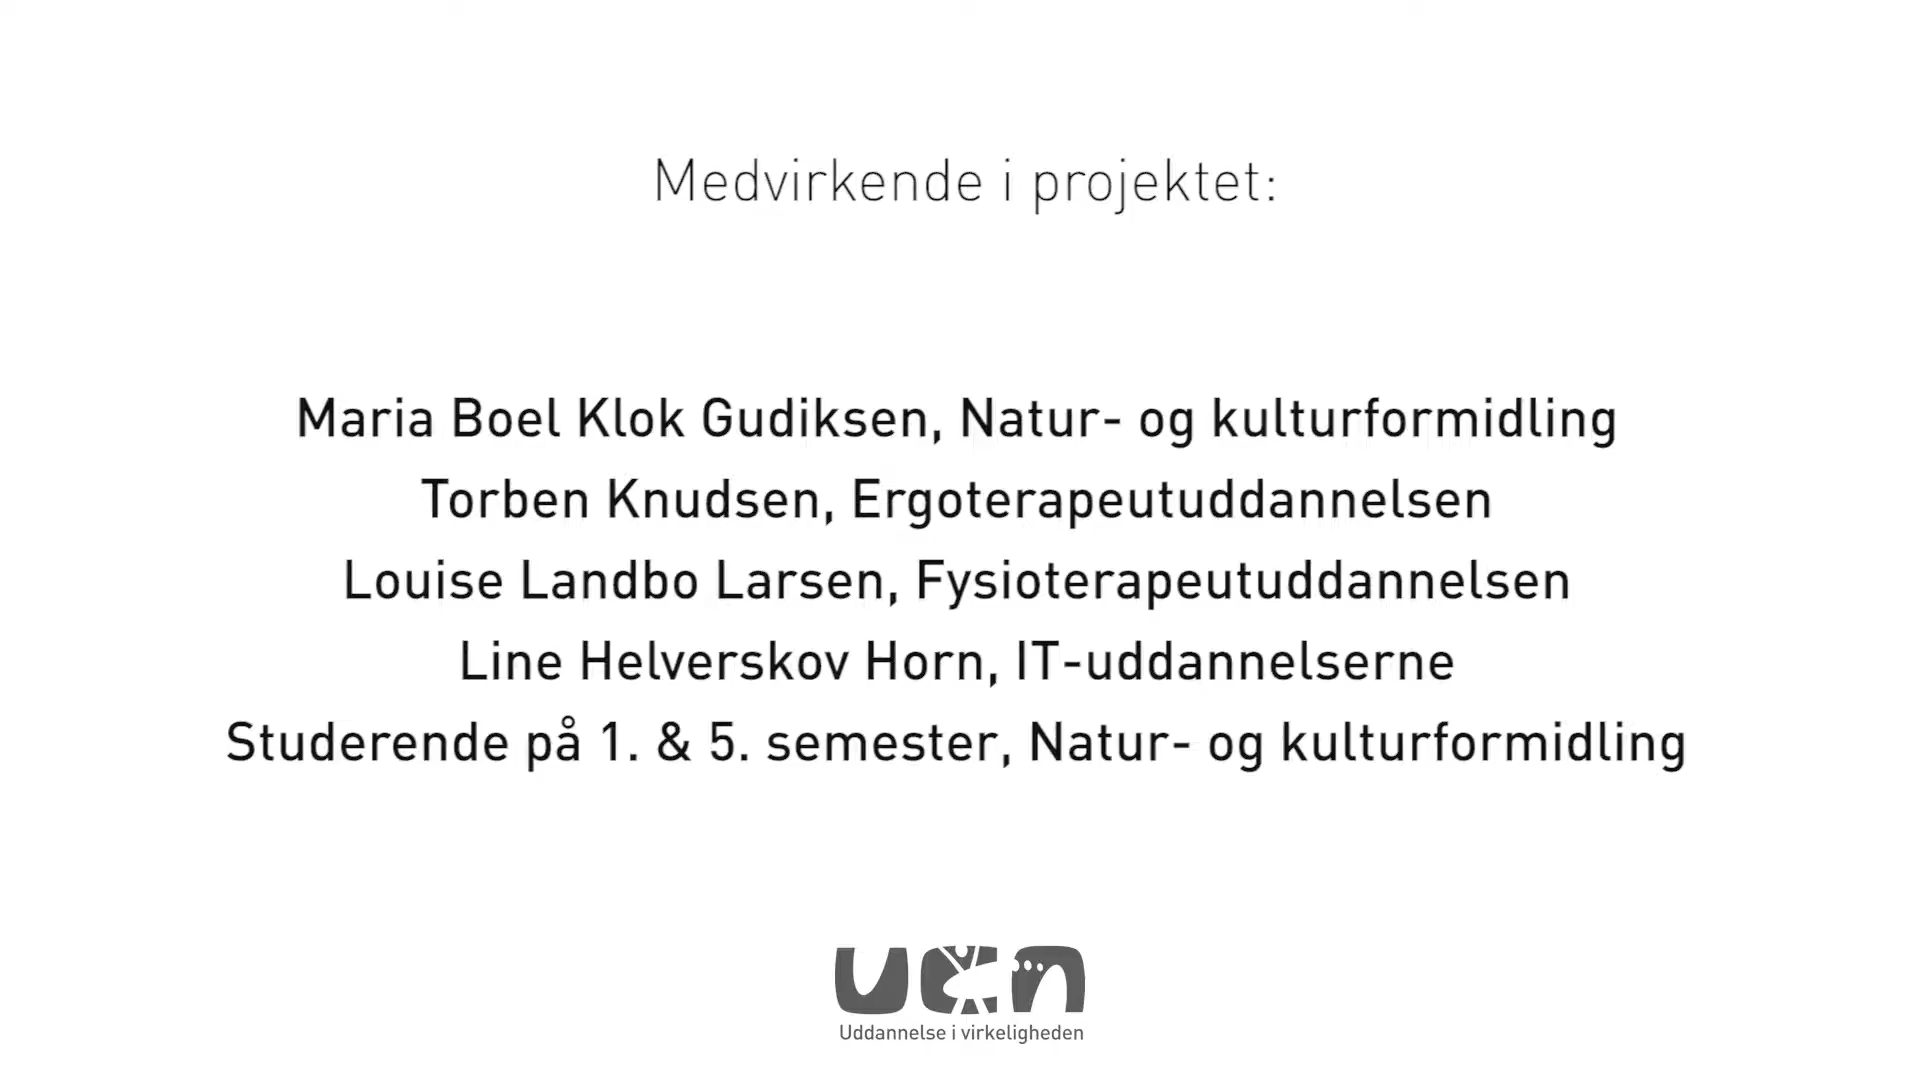 Medvirkende i projektet:
Maria Boel Klok Gudiksen, Natur- og kulturformidling
Torben Knudsen, Ergoterapeutuddannelsen
Louise Landbo Larsen, Fysioterapeutuddannelsen
Line Helverskov Horn, IT-uddannelserne
Studerende på 1. & 5. semester, Natur- og kulturformidling
ucn
Uddannelse i virkeligheden